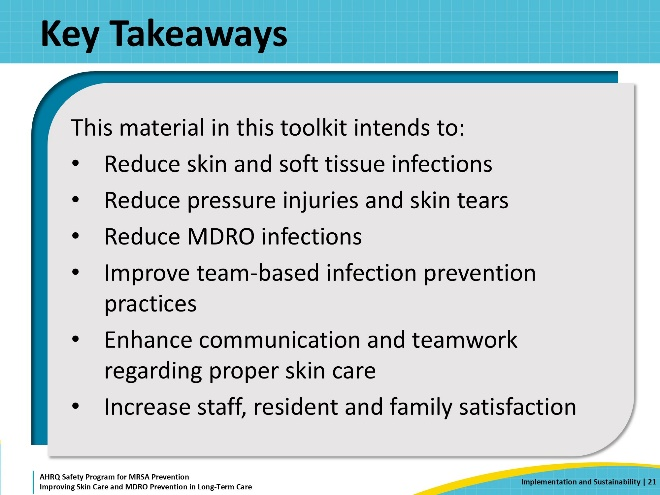 Key Takeaways
This material in this toolkit intends to:
• Reduce skin and soft tissue infections
• Reduce pressure injuries and skin tears
• Reduce MDRO infections
• Improve team-based infection prevention
practices
• Enhance communication and teamwork
regarding proper skin care
• Increase staff, resident and family satisfaction
AHRQ Safety Program for MRSA Prevention
Improving Skin Care and MDRO Prevention in Long-Term Care
Implementation and Sustainability | 21